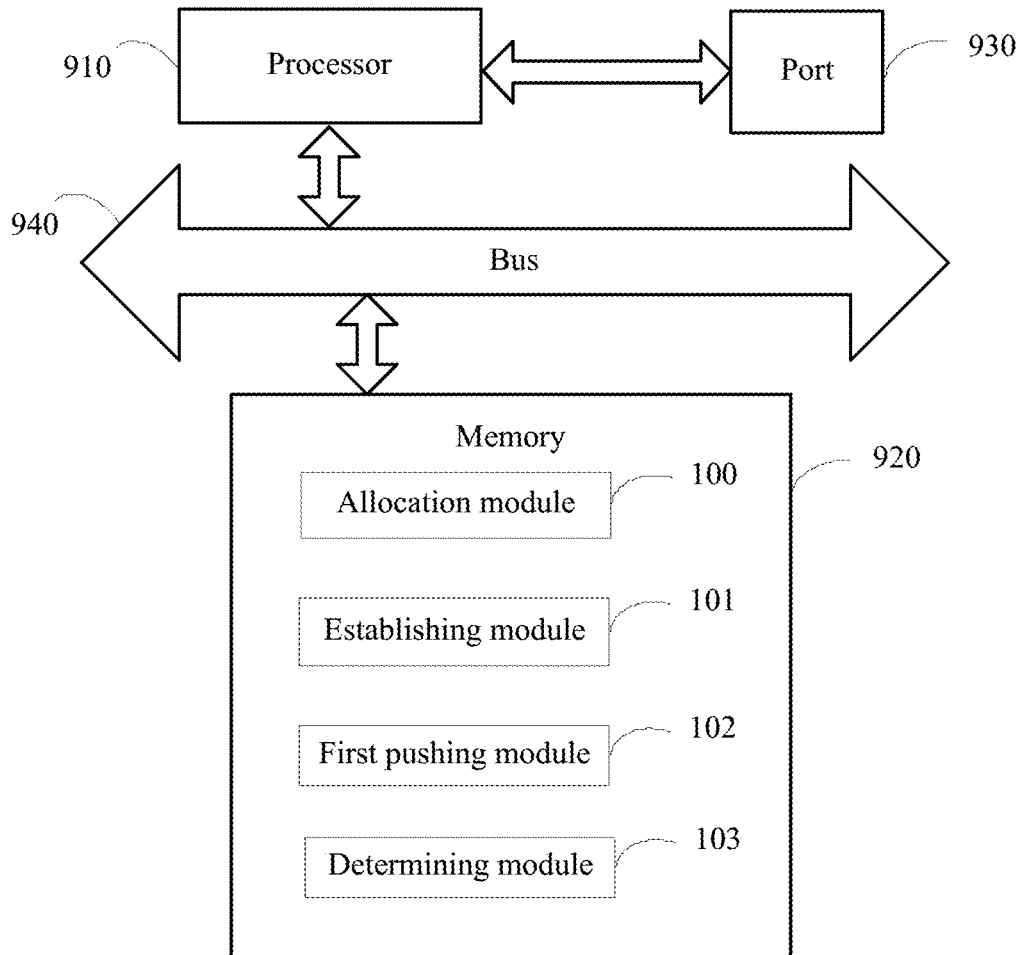 910
Processor
Port
930
940
Bus
Memory
920
Allocation module
100
Establishing module
101
First pushing module
102
Determining module
103